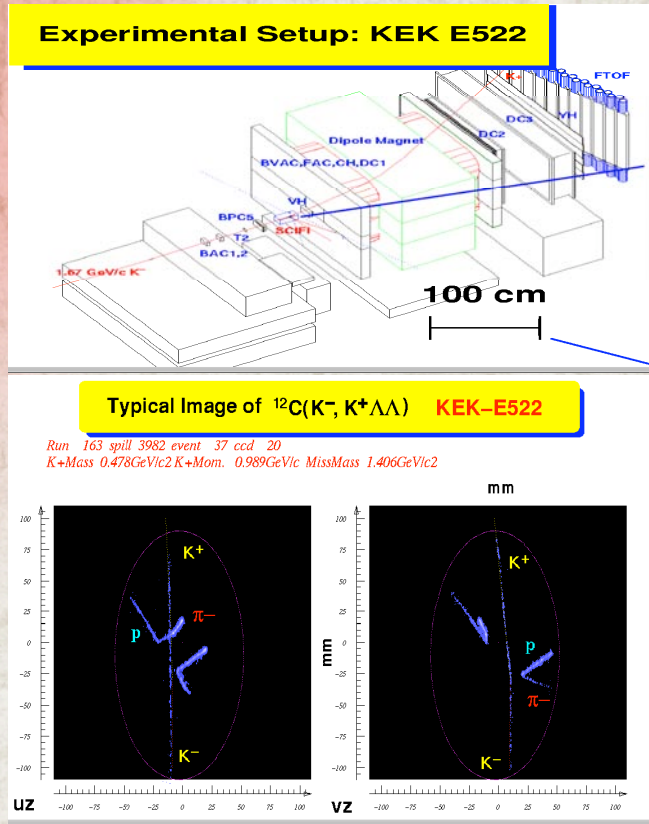 Experimental Setup: KEK E522
K+
FTOF
YH
DC3
DC2
Dipole Magnet
BVAC,FAC,CH,DC1
VH
BPC5
SCIFI
T2
BAC1,2
1.67 GeV/c K⁻
100 cm
Typical Image of ¹²C(K⁻, K⁺ΛΛ) KEK–E522
Run 163 spill 3982 event 37 ccd 20
K+Mass 0.478GeV/c2 K+Mom. 0.989GeV/c MissMass 1.406GeV/c2
mm
100
75
50
25
0
−25
−50
−75
−100
K⁺
π−
p
K⁻
uz
−100 −75 −50 −25 0 25 50 75 100
mm
100
75
50
25
0
−25
−50
−75
−100
K⁺
p
π−
K⁻
vz
−100 −75 −50 −25 0 25 50 75 100